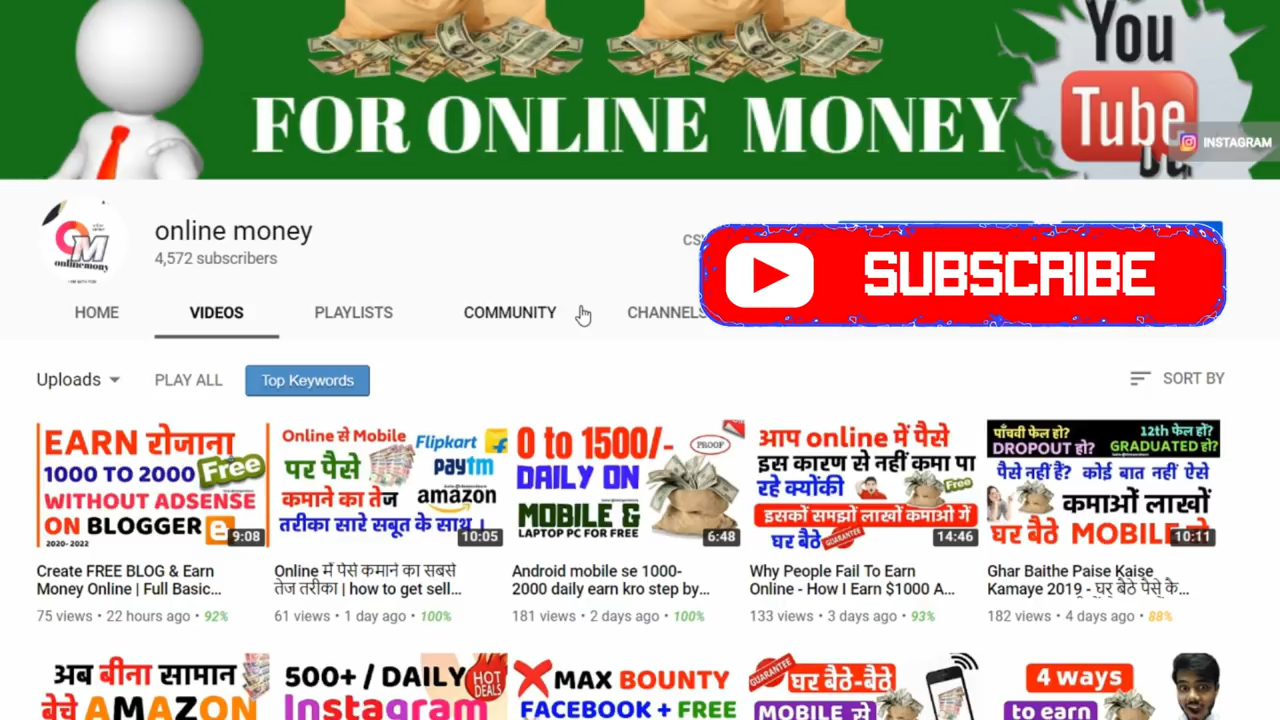 You
Tube
FOR ONLINE MONEY
INSTAGRAM
online money
4,572 subscribers
SUBSCRIBE
HOME
VIDEOS
PLAYLISTS
COMMUNITY
CHANNELS
Uploads
PLAY ALL
Top Keywords
SORT BY
EARN रोजाना
1000 TO 2000 Free
WITHOUT ADSENSE
ON BLOGGER
2020- 2022
9:08
Create FREE BLOG & Earn
Money Online | Full Basic...
75 views • 22 hours ago • 92%
Online से Mobile
पर पैसे
कमाने का तेज
तरीका सारे सबूत के साथ ।
Flipkart
paytm
amazon
10:05
Online में पैसे कमाने का सबसे
तेज तरीका | how to get sell...
61 views • 1 day ago • 100%
0 to 1500/-
PROOF
DAILY ON
MOBILE &
LAPTOP PC FOR FREE
6:48
Android mobile se 1000-
2000 daily earn kro step by...
181 views • 2 days ago • 100%
आप online में पैसे
इस कारण से नहीं कमा पा
रहे क्योंकी
Free
इसकों समझों लाखों कमाओ गें
घर बैठे
GUARANTEE
14:46
Why People Fail To Earn
Online - How I Earn $1000 A...
133 views • 3 days ago • 93%
पाँचवी फेल हो? 12th फेल हों?
DROPOUT हो? GRADUATED हो?
पैसे नहीं हैं? कोई बात नहीं ऐसे
कमाओं लाखों
घर बैठे MOBILE से
10:11
Ghar Baithe Paise Kaise
Kamaye 2019 - घर बैठे पैसे कै...
182 views • 4 days ago • 88%
अब बीना सामान
बेचे AMAZON
500+ / DAILY
HOT
DEALS
Instagram
MAX BOUNTY
FACEBOOK + FREE
GUARANTEE
घर बैठे-बैठे
MOBILE से
4 ways
to earn